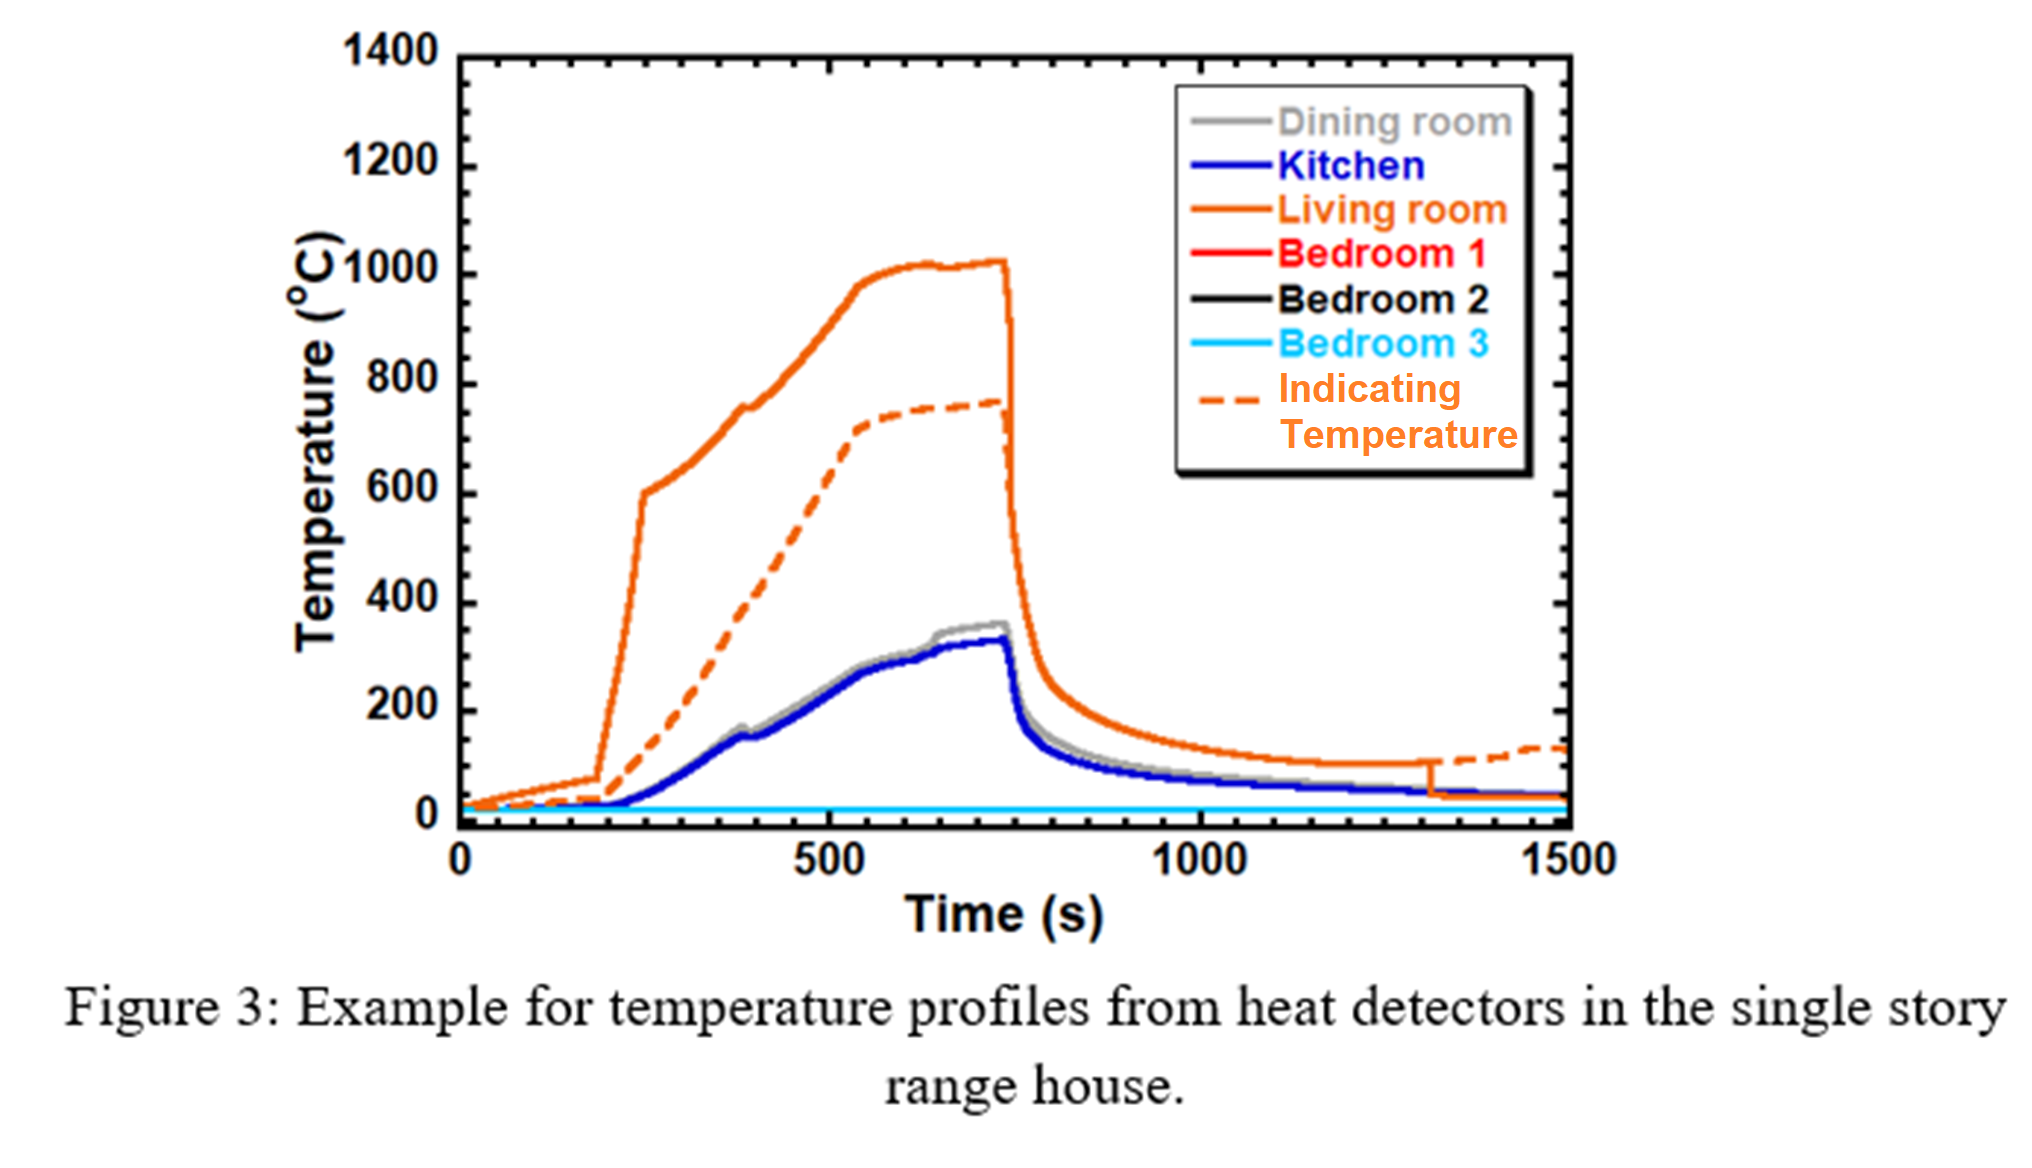 1400
1200
1000
800
600
400
200
0
Temperature (°C)
Dining room
Kitchen
Living room
Bedroom 1
Bedroom 2
Bedroom 3
Indicating
Temperature
0 500 1000 1500
Time (s)
Figure 3: Example for temperature profiles from heat detectors in the single story
range house.